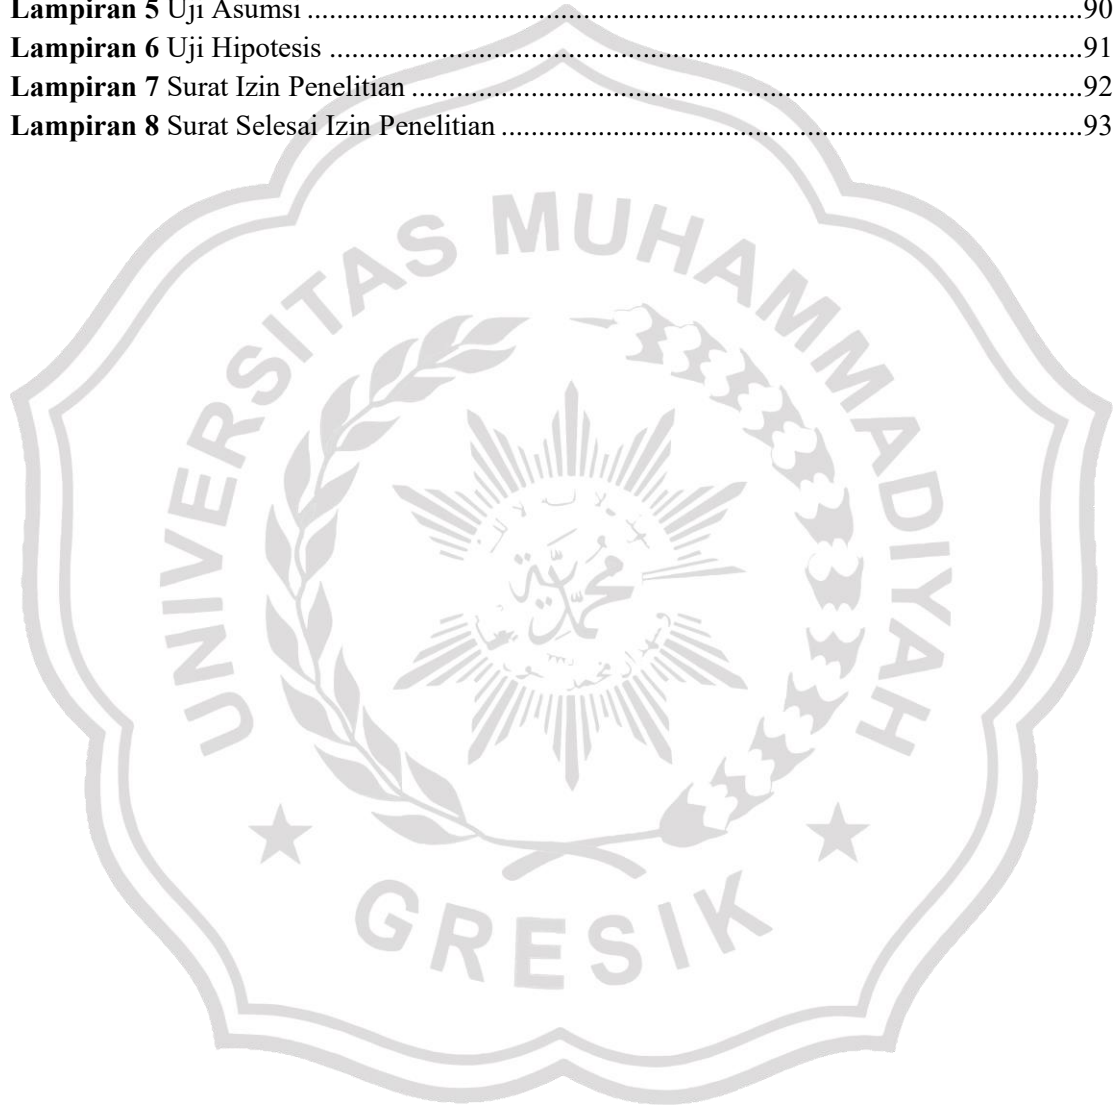 Lampiran 5 Uji Asumsi ..........................................................................................................90
Lampiran 6 Uji Hipotesis .......................................................................................................91
Lampiran 7 Surat Izin Penelitian ............................................................................................92
Lampiran 8 Surat Selesai Izin Penelitian ................................................................................93
UNIVERSITAS MUHAMMADIYAH
محمدية
GRESIK